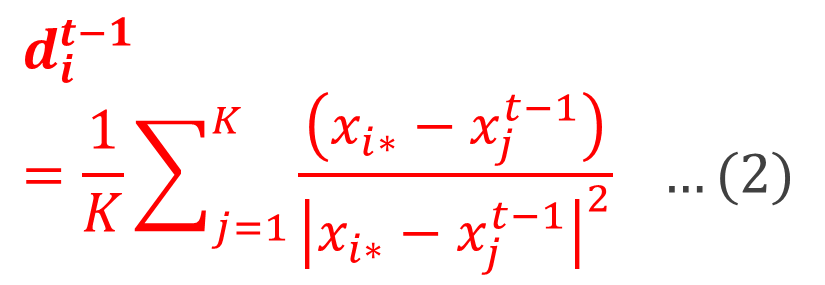 d_i^{t−1}
= \frac{1}{K} \sum_{j=1}^{K} \frac{(x_{i*} − x_j^{t−1})}{|x_{i*} − x_j^{t−1}|^2} …(2)